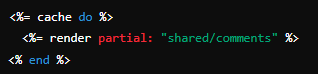 <%= cache do %>
<%= render partial: "shared/comments" %>
<% end %>